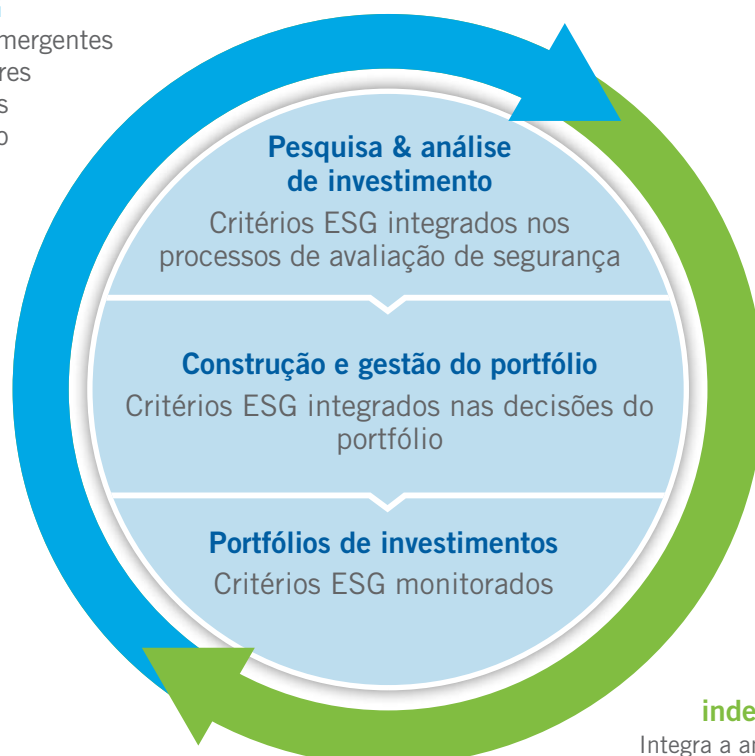 mergentes
Pesquisa & análise
de investimento
Critérios ESG integrados nos
processos de avaliação de segurança
Construção e gestão do portfólio
Critérios ESG integrados nas decisões do
portfólio
Portfólios de investimentos
Critérios ESG monitorados
inde
Integra a a